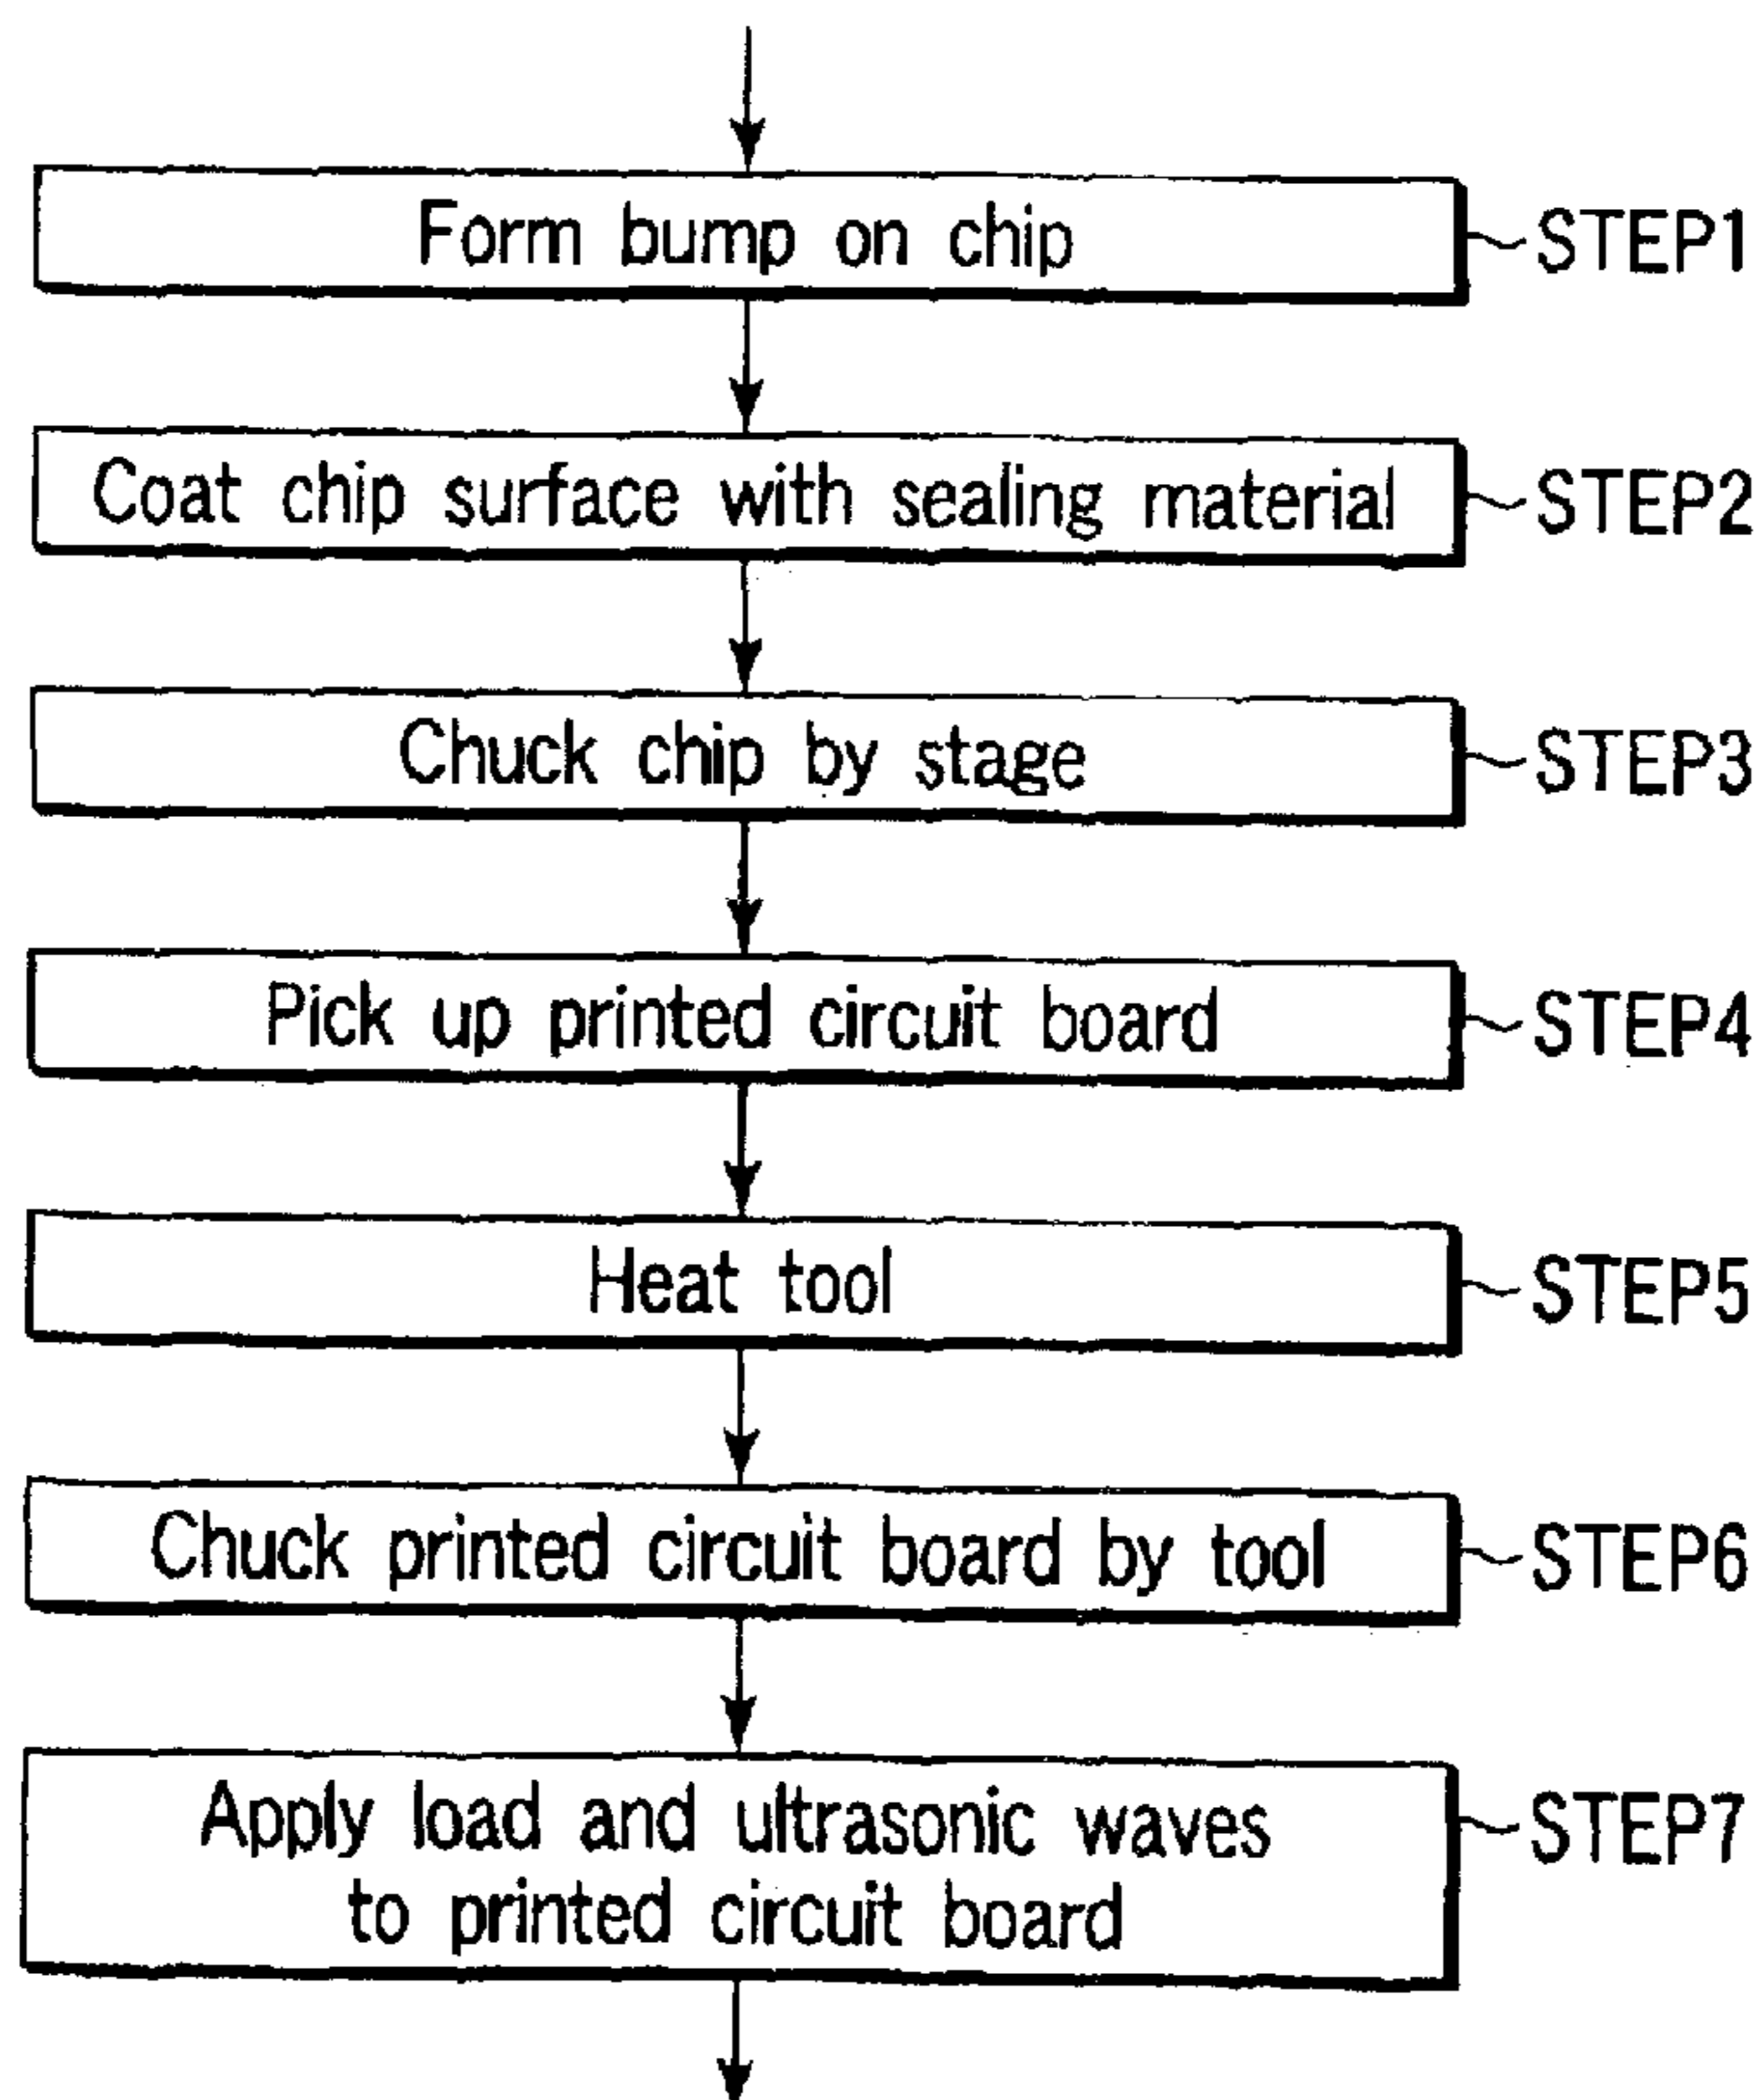 Form bump on chip STEP1
Coat chip surface with sealing material STEP2
Chuck chip by stage STEP3
Pick up printed circuit board STEP4
Heat tool STEP5
Chuck printed circuit board by tool STEP6
Apply load and ultrasonic waves STEP7
to printed circuit board